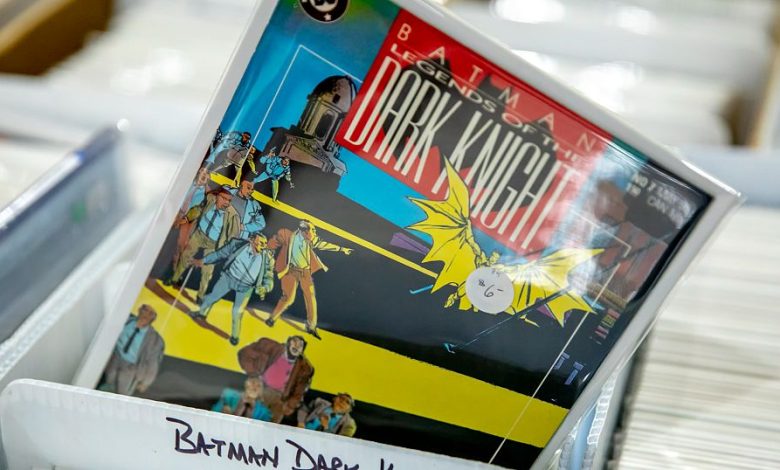 BATMAN
LEGENDS OF THE
DARK KNIGHT
$6-
BATMAN DARK